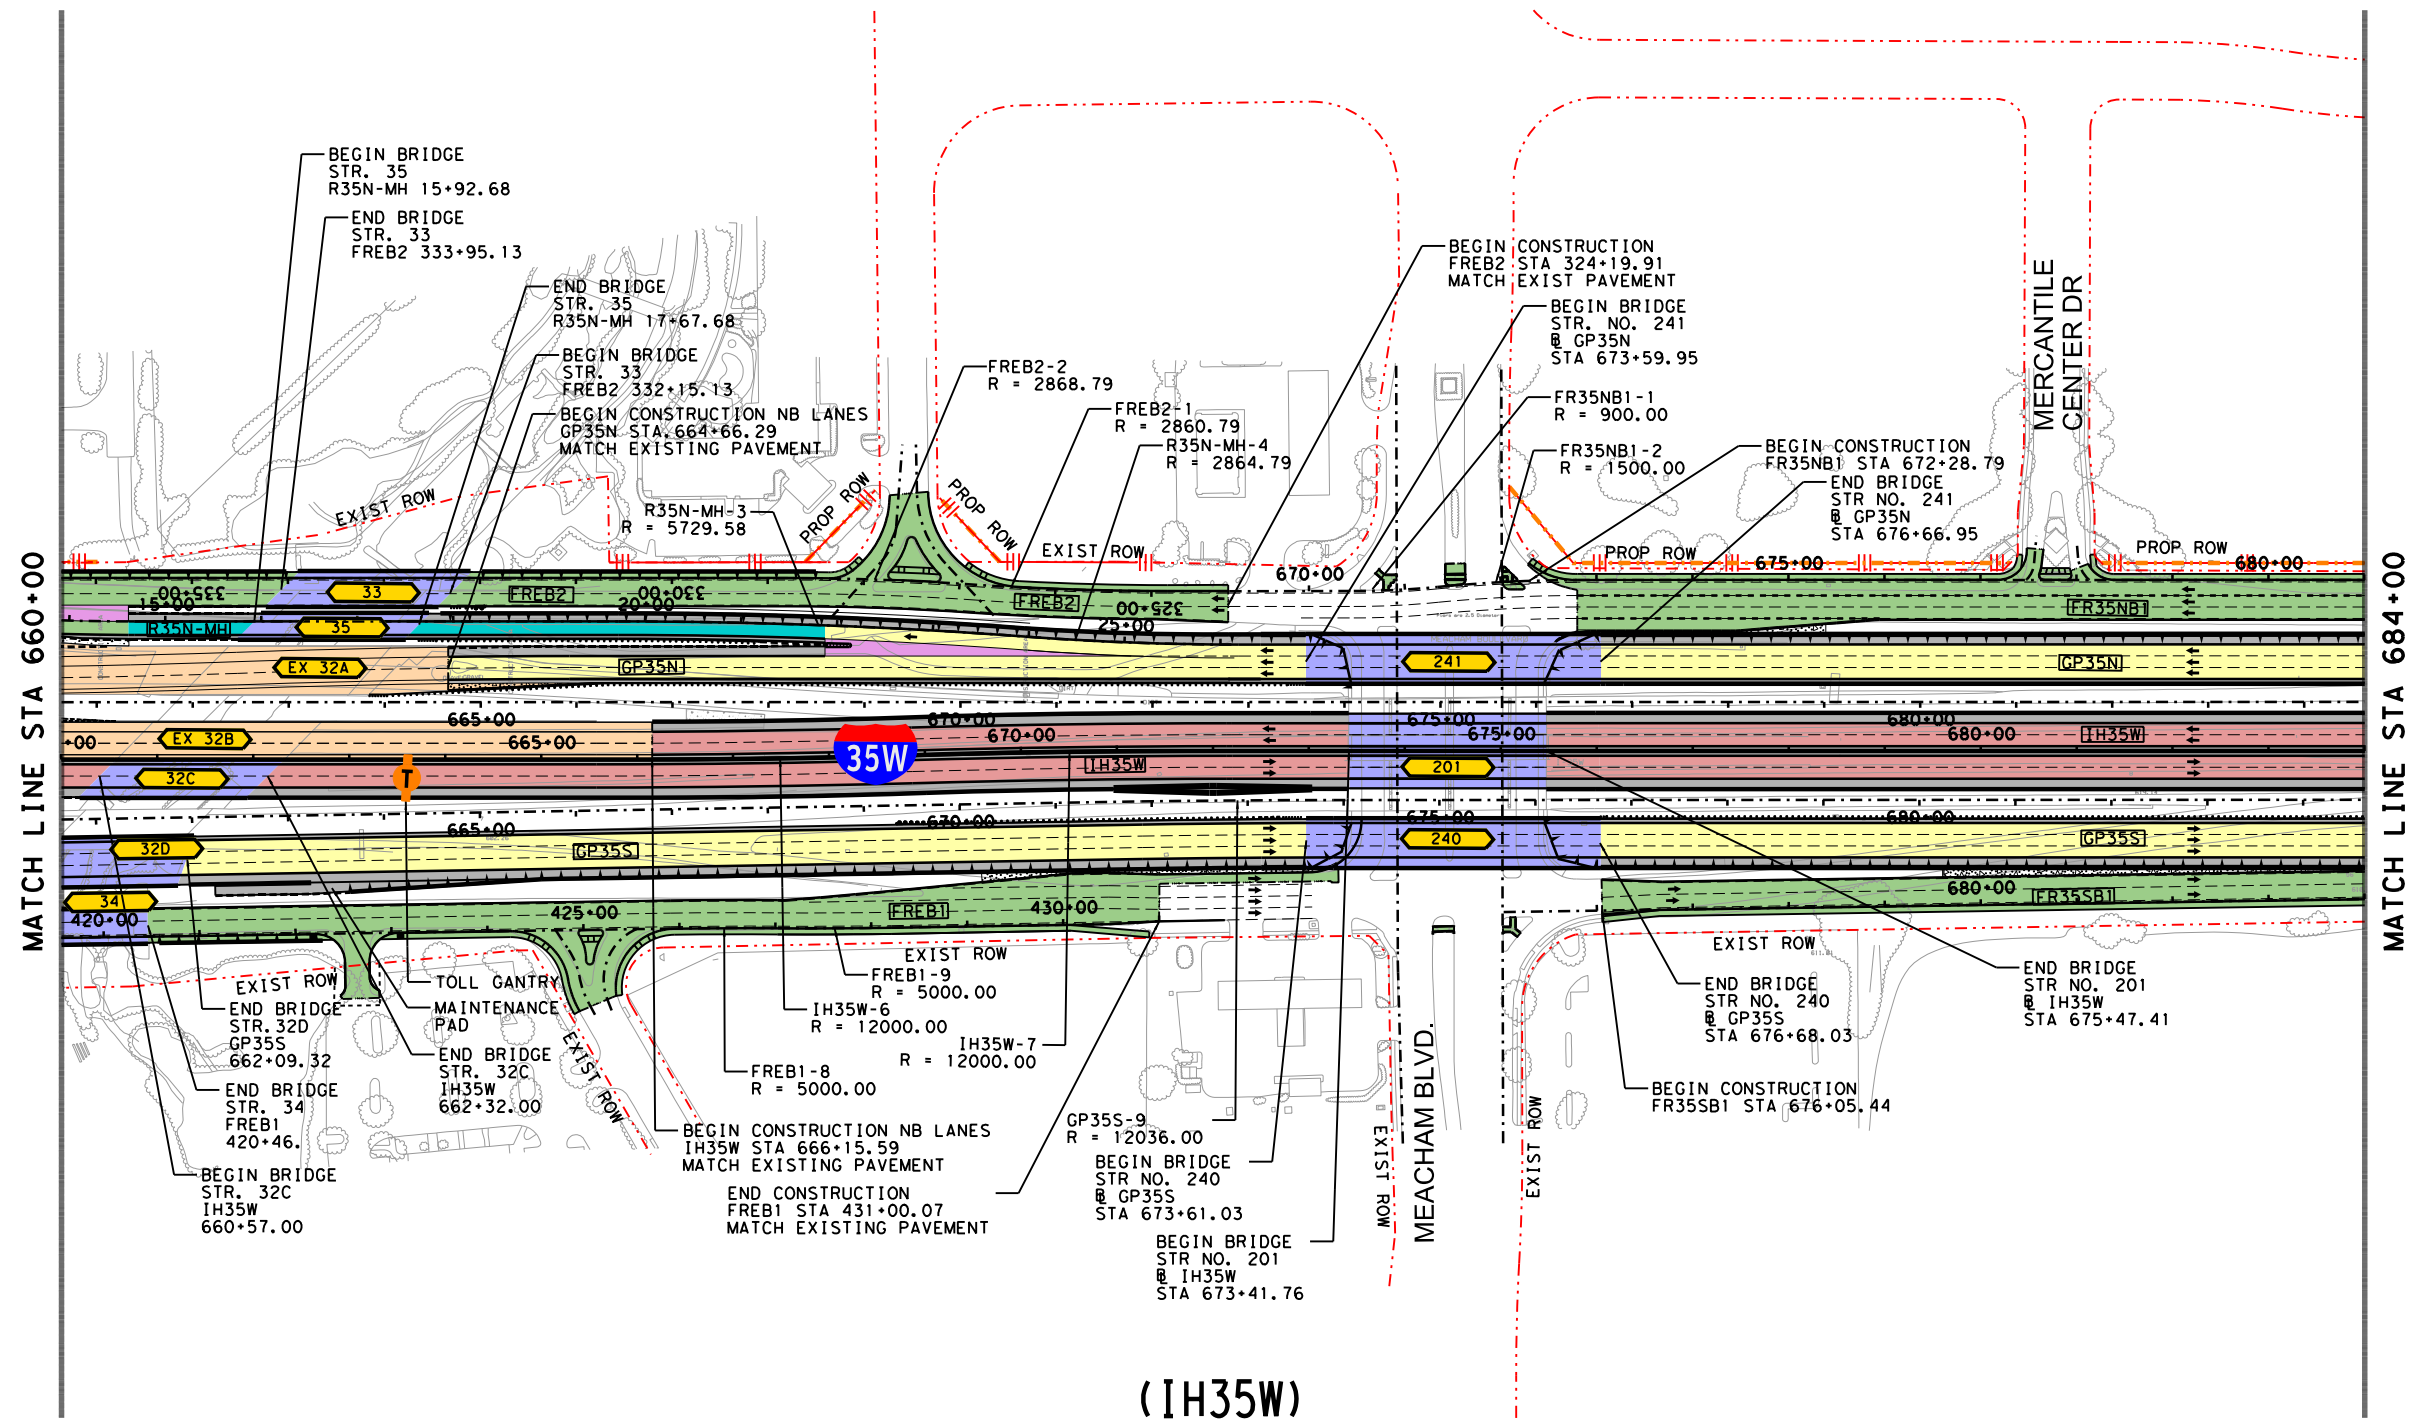 BEGIN BRIDGE
STR. 35
R35N-MH 15+92.68
END BRIDGE
STR. 33
FREB2 333+95.13
END BRIDGE
STR. 35
R35N-MH 17+67.68
BEGIN BRIDGE
STR. 33
FREB2 332+15.13
BEGIN CONSTRUCTION NB LANES
GP35N STA. 664+66.29
MATCH EXISTING PAVEMENT
R35N-MH-3
R = 5729.58
FREB2-2
R = 2868.79
FREB2-1
R = 2860.79
R35N-MH-4
R = 2864.79
BEGIN CONSTRUCTION
FREB2 STA 324+19.91
MATCH EXIST PAVEMENT
BEGIN BRIDGE
STR. NO. 241
BL GP35N
STA 673+59.95
FR35NB1-1
R = 900.00
FR35NB1-2
R = 1500.00
BEGIN CONSTRUCTION
FR35NB1 STA 672+28.79
END BRIDGE
STR NO. 241
BL GP35N
STA 676+66.95
MERCANTILE
CENTER DR
EXIST ROW
PROP ROW
PROP ROW
EXIST ROW
PROP ROW
PROP ROW
670+00
675+00
680+00
335+00
33
FREB2
330+00
FREB2
325+00
FR35NB1
15+00
R35N-MH
35
20+00
25+00
EX 32A
GP35N
241
GP35N
MATCH LINE STA 660+00
MATCH LINE STA 684+00
665+00
670+00
675+00
680+00
+00
EX 32B
665+00
670+00
675+00
680+00
IH35W
35W
32C
T
IH35W
201
665+00
670+00
675+00
680+00
32D
GP35S
240
GP35S
34
420+00
425+00
FREB1
430+00
680+00
FR35SB1
EXIST ROW
EXIST ROW
EXIST ROW
EXIST ROW
EXIST ROW
EXIST ROW
MEACHAM BLVD.
END BRIDGE
STR. 32D
GP35S
662+09.32
END BRIDGE
STR. 34
FREB1
420+46.
BEGIN BRIDGE
STR. 32C
IH35W
660+57.00
TOLL GANTRY
MAINTENANCE
PAD
END BRIDGE
STR. 32C
IH35W
662+32.00
FREB1-9
R = 5000.00
IH35W-6
R = 12000.00
IH35W-7
R = 12000.00
FREB1-8
R = 5000.00
BEGIN CONSTRUCTION NB LANES
IH35W STA 666+15.59
MATCH EXISTING PAVEMENT
END CONSTRUCTION
FREB1 STA 431+00.07
MATCH EXISTING PAVEMENT
GP35S-9
R = 12036.00
BEGIN BRIDGE
STR NO. 240
BL GP35S
STA 673+61.03
BEGIN BRIDGE
STR NO. 201
BL IH35W
STA 673+41.76
END BRIDGE
STR NO. 240
BL GP35S
STA 676+68.03
BEGIN CONSTRUCTION
FR35SB1 STA 676+05.44
END BRIDGE
STR NO. 201
BL IH35W
STA 675+47.41
(IH35W)